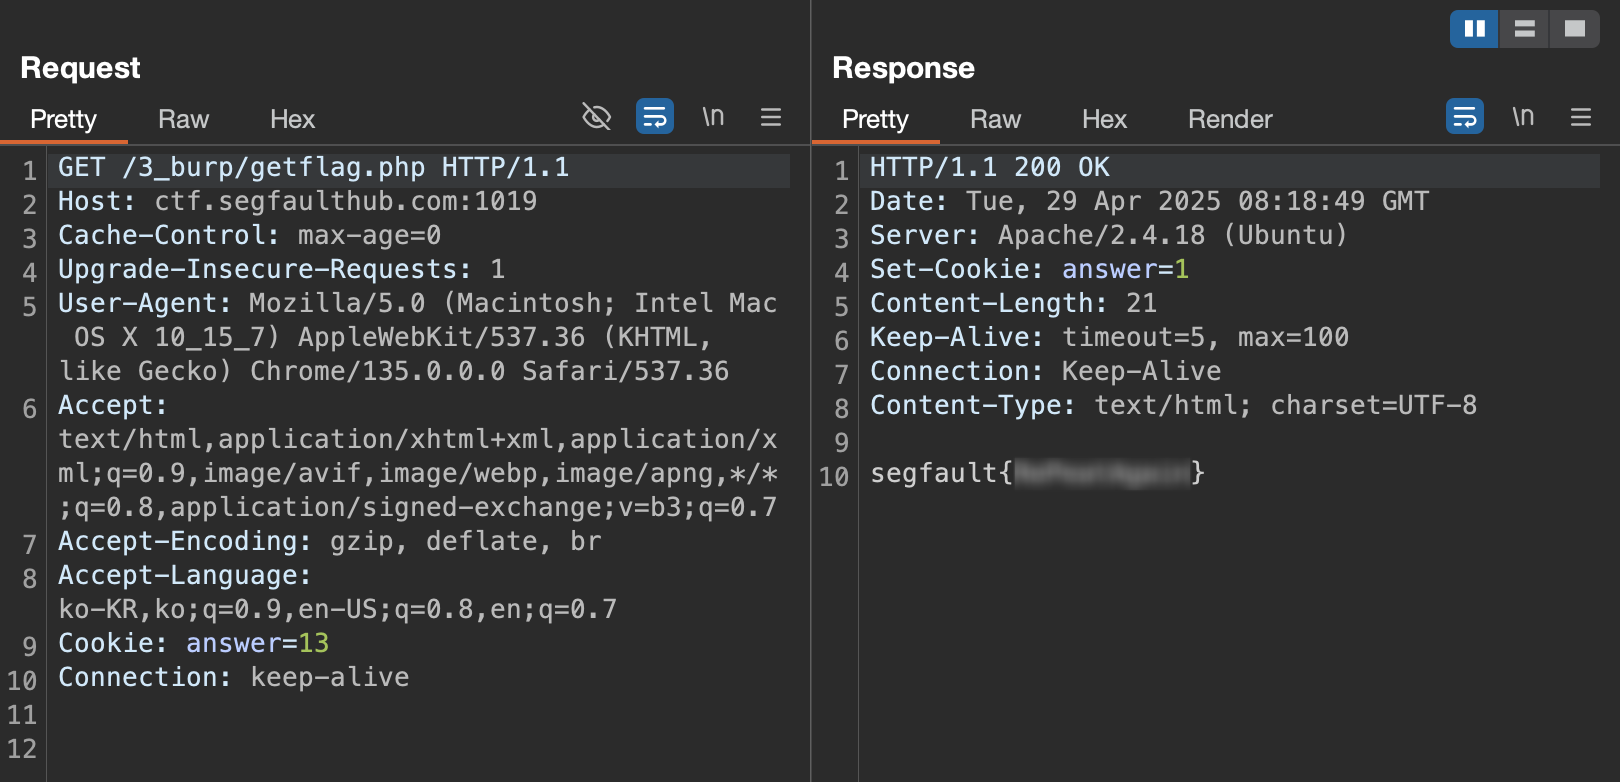 Request
Pretty Raw Hex \n
1 GET /3_burp/getflag.php HTTP/1.1
2 Host: ctf.segfaulthub.com:1019
3 Cache-Control: max-age=0
4 Upgrade-Insecure-Requests: 1
5 User-Agent: Mozilla/5.0 (Macintosh; Intel Mac
OS X 10_15_7) AppleWebKit/537.36 (KHTML,
like Gecko) Chrome/135.0.0.0 Safari/537.36
6 Accept:
text/html,application/xhtml+xml,application/x
ml;q=0.9,image/avif,image/webp,image/apng,*/*
;q=0.8,application/signed-exchange;v=b3;q=0.7
7 Accept-Encoding: gzip, deflate, br
8 Accept-Language:
ko-KR,ko;q=0.9,en-US;q=0.8,en;q=0.7
9 Cookie: answer=13
10 Connection: keep-alive
11
12
Response
Pretty Raw Hex Render \n
1 HTTP/1.1 200 OK
2 Date: Tue, 29 Apr 2025 08:18:49 GMT
3 Server: Apache/2.4.18 (Ubuntu)
4 Set-Cookie: answer=1
5 Content-Length: 21
6 Keep-Alive: timeout=5, max=100
7 Connection: Keep-Alive
8 Content-Type: text/html; charset=UTF-8
9
10 segfault{}